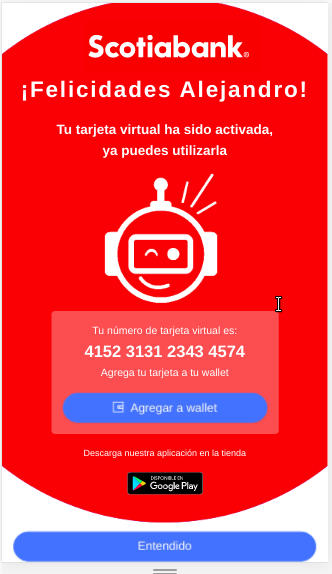 Scotiabank®
¡Felicidades Alejandro!
Tu tarjeta virtual ha sido activada,
ya puedes utilizarla
Tu número de tarjeta virtual es:
4152 3131 2343 4574
Agrega tu tarjeta a tu wallet
Agregar a wallet
Descarga nuestra aplicación en la tienda
DISPONIBLE EN
Google Play
Entendido